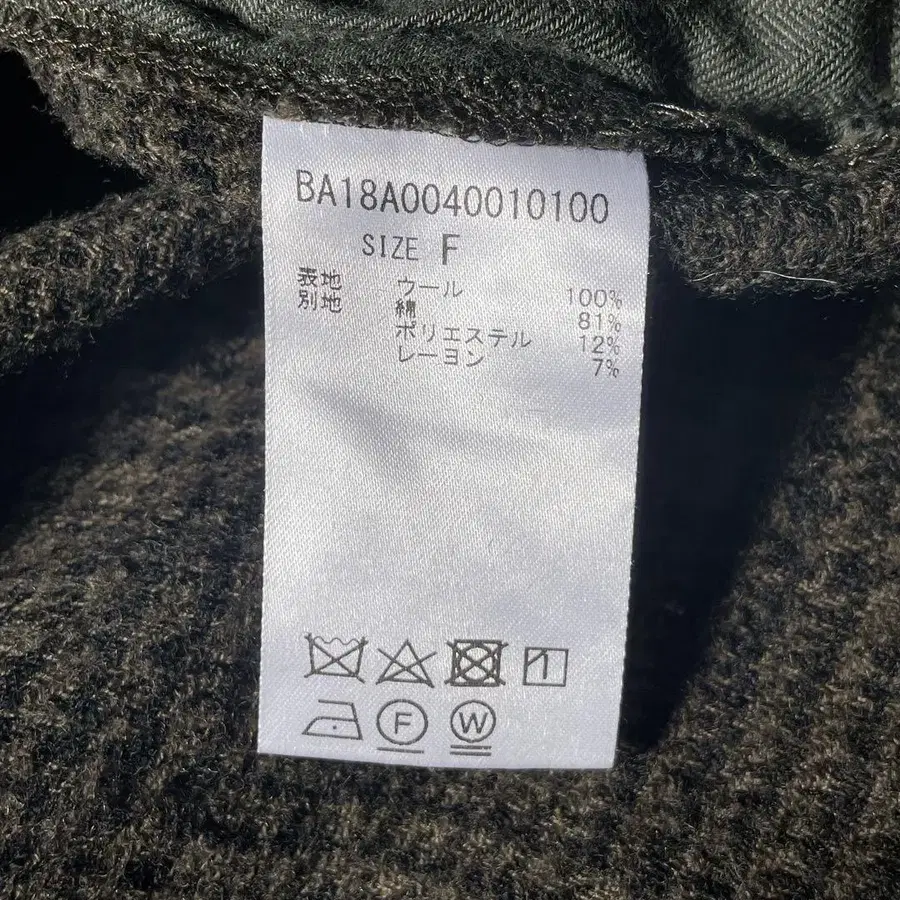 BA18A0040010100
SIZE F
表地 ウール 100%
別地 綿 81%
ポリエステル 12%
レーヨン 7%
F W